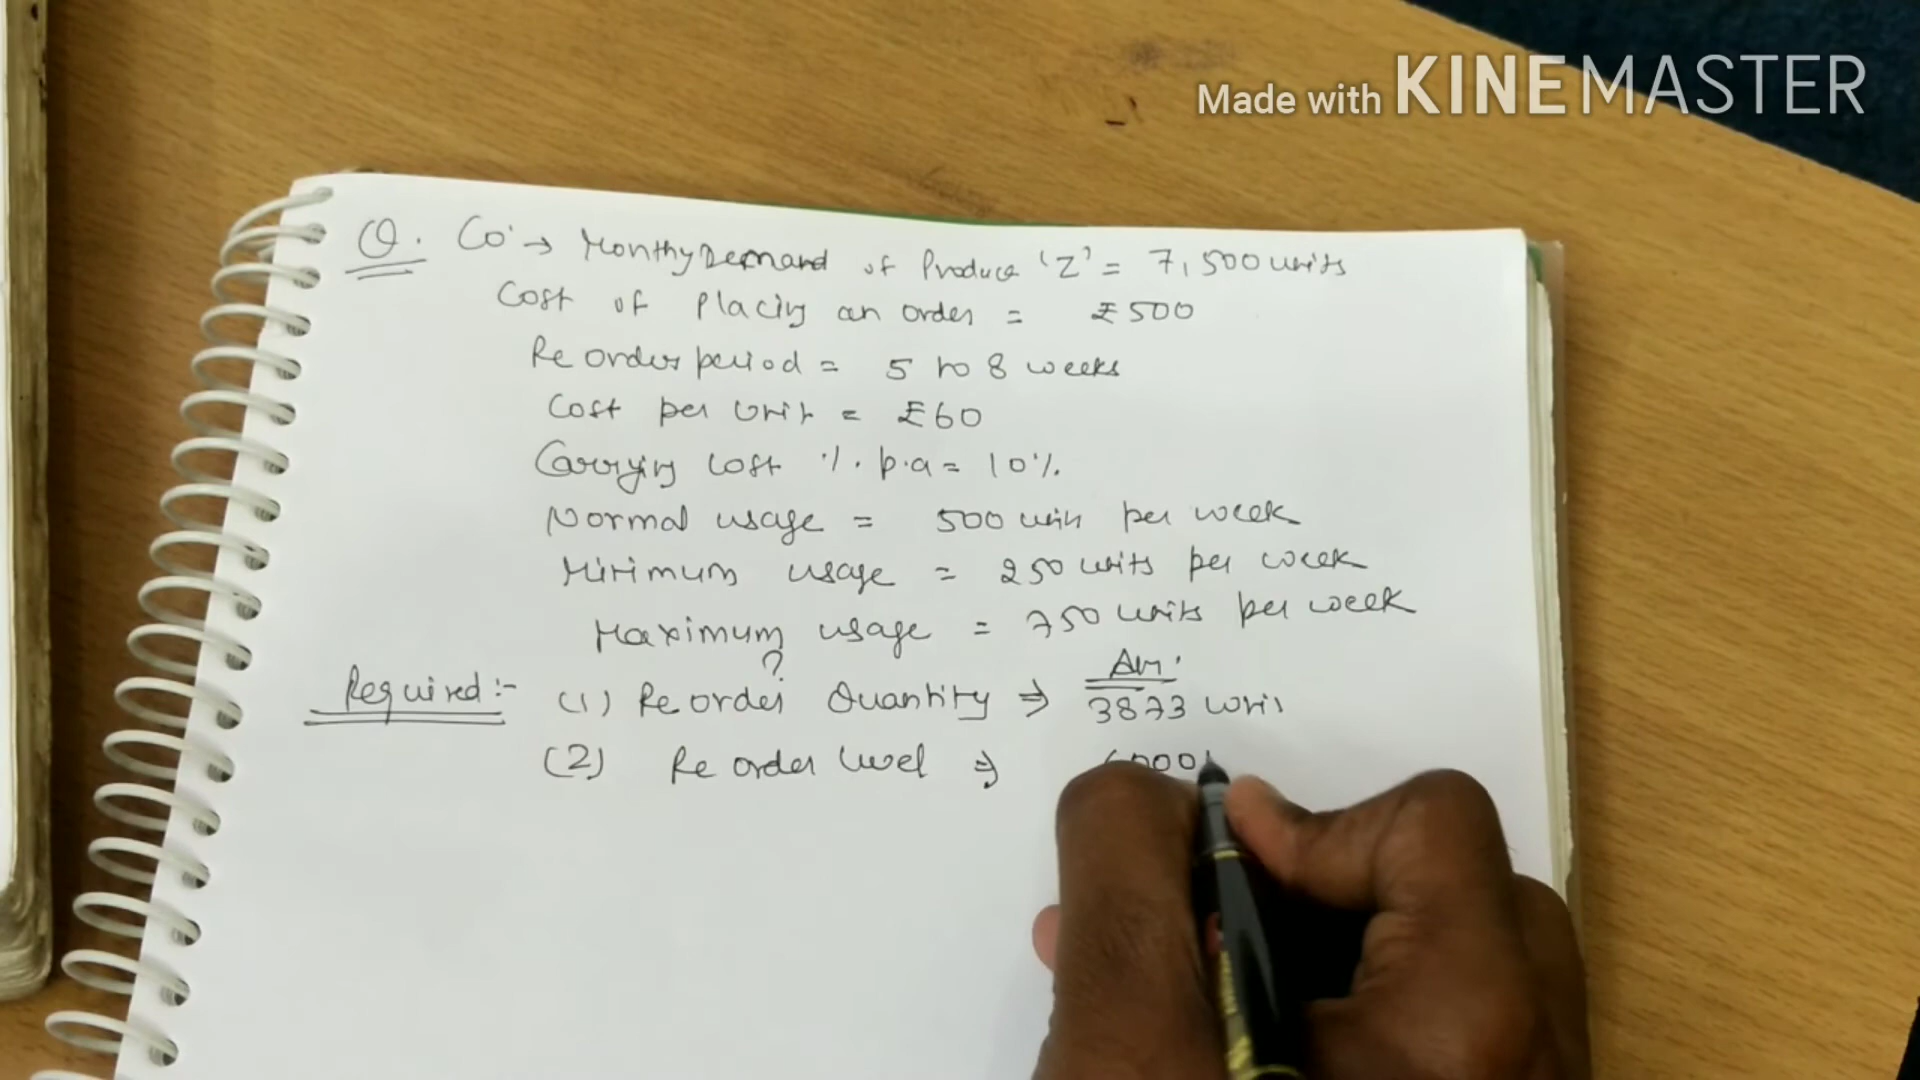 Made with KINEMASTER
Q. Co' → Monthy Demand of Produce 'Z' = 7,500 units
Cost of Placing an order = ₹500
Re order period = 5 to 8 weeks
Cost per Unit = ₹60
Carrying Cost %. p.a = 10%.
Normal usage = 500 units per week
Minimum usage = 250 units per week
Maximum usage = 750 units per week
Required :- (1) Re order Quantity ⇒ 3873 units
?
Ans.
(2) Re order level ⇒ 6000